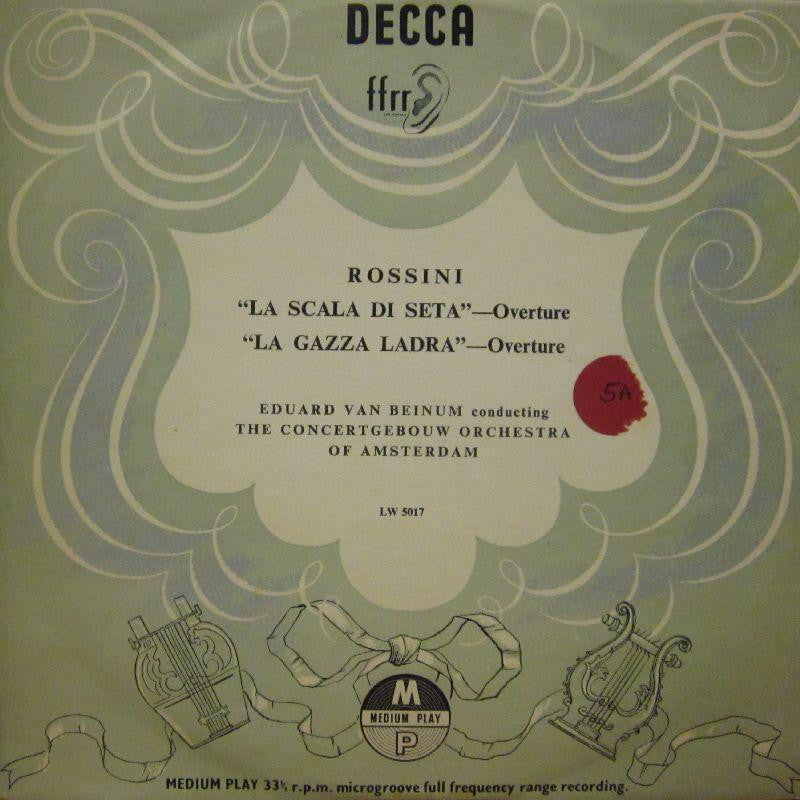 DECCA
ffrr
ROSSINI
“LA SCALA DI SETA”—Overture
“LA GAZZA LADRA”—Overture
5A
EDUARD VAN BEINUM conducting
THE CONCERTGEBOUW ORCHESTRA
OF AMSTERDAM
LW 5017
M
MEDIUM PLAY
P
MEDIUM PLAY 33⅓ r.p.m. microgroove full frequency range recording.